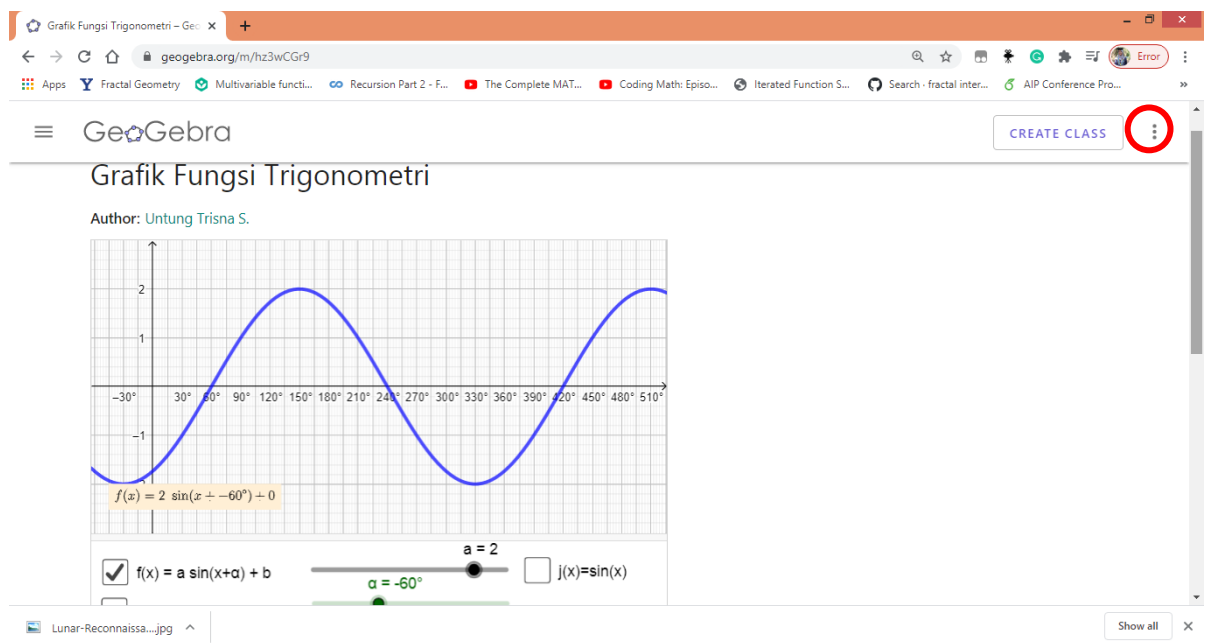 Grafik Fungsi Trigonometri – Geo
geogebra.org/m/hz3wCGr9
Error
Apps
Fractal Geometry
Multivariable functi...
Recursion Part 2 - F...
The Complete MAT...
Coding Math: Episo...
Iterated Function S...
Search · fractal inter...
AIP Conference Pro...
GeoGebra
CREATE CLASS
Grafik Fungsi Trigonometri
Author: Untung Trisna S.
2
1
−30° 30° 60° 90° 120° 150° 180° 210° 240° 270° 300° 330° 360° 390° 420° 450° 480° 510°
−1
f(x) = 2 sin(x + −60°) + 0
a = 2
f(x) = a sin(x+α) + b
j(x)=sin(x)
α = -60°
Lunar-Reconnaissa....jpg
Show all